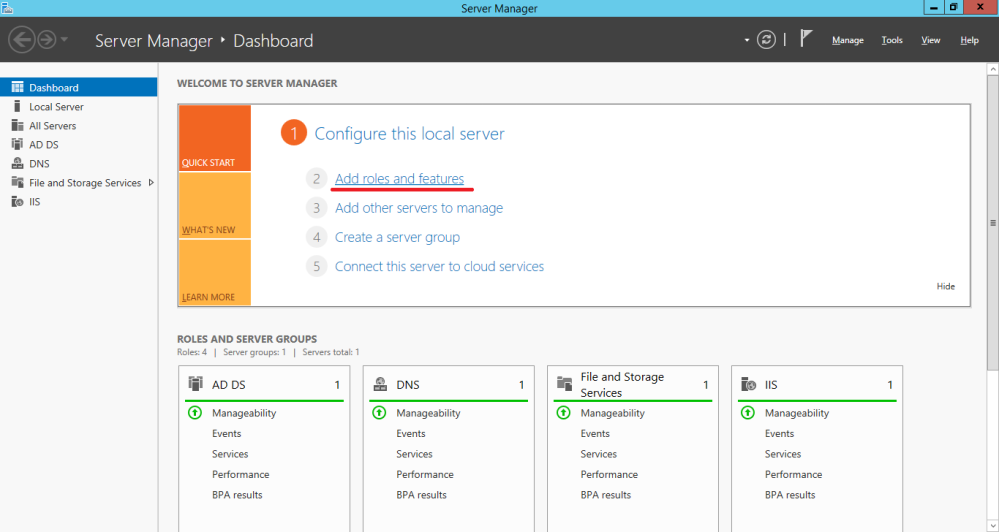 Server Manager
Server Manager ‣ Dashboard
Manage Tools View Help
Dashboard
Local Server
All Servers
AD DS
DNS
File and Storage Services
IIS
WELCOME TO SERVER MANAGER
QUICK START
WHAT'S NEW
LEARN MORE
1 Configure this local server
2 Add roles and features
3 Add other servers to manage
4 Create a server group
5 Connect this server to cloud services
Hide
ROLES AND SERVER GROUPS
Roles: 4 | Server groups: 1 | Servers total: 1
AD DS 1
Manageability
Events
Services
Performance
BPA results
DNS 1
Manageability
Events
Services
Performance
BPA results
File and Storage
Services 1
Manageability
Events
Services
Performance
BPA results
IIS 1
Manageability
Events
Services
Performance
BPA results